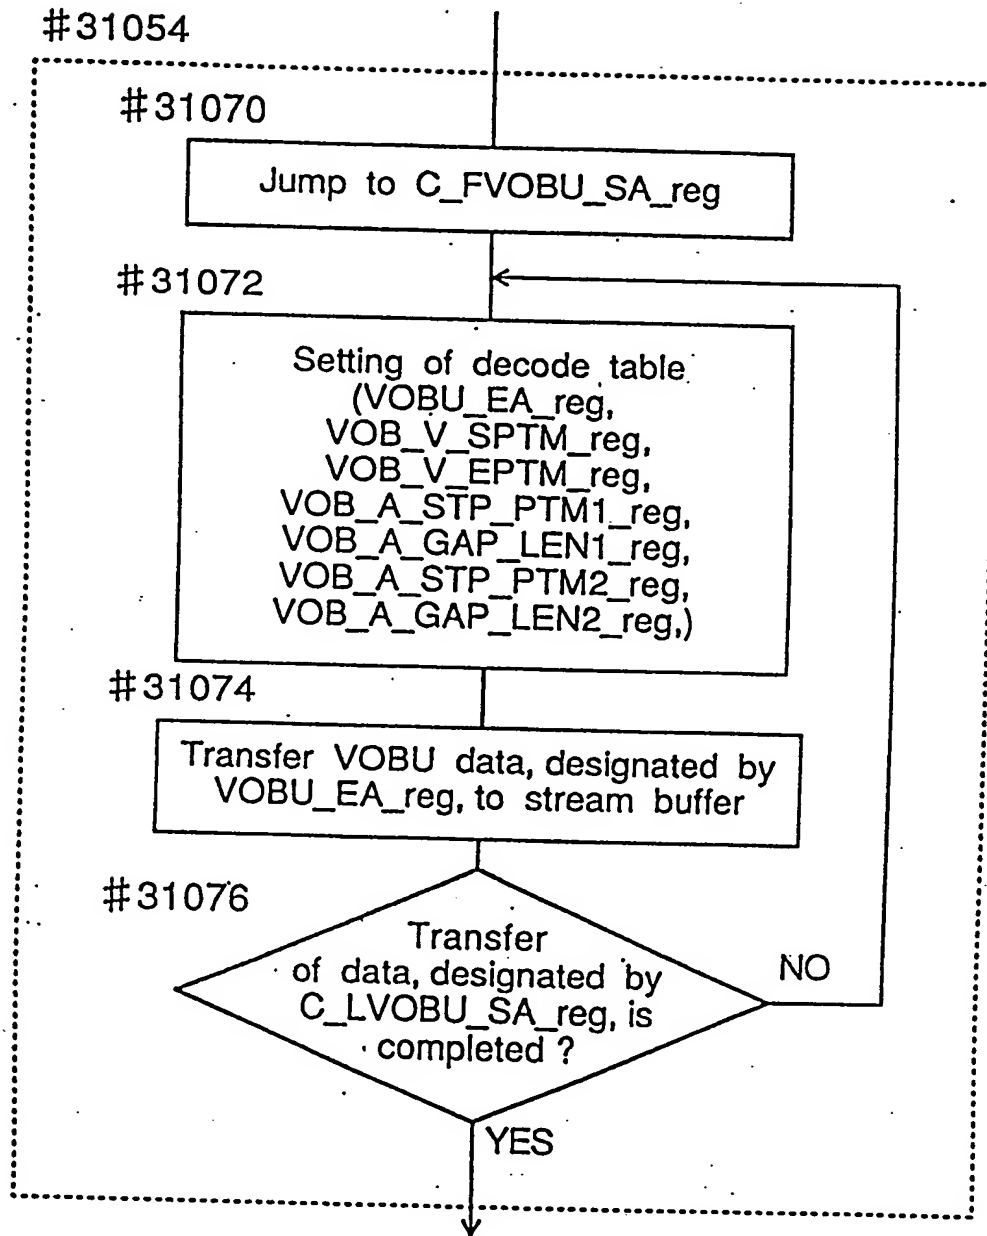 #31054
#31070
Jump to C_FVOBU_SA_reg
#31072
Setting of decode table
(VOBU_EA_reg,
VOB_V_SPTM_reg,
VOB_V_EPTM_reg,
VOB_A_STP_PTM1_reg,
VOB_A_GAP_LEN1_reg,
VOB_A_STP_PTM2_reg,
VOB_A_GAP_LEN2_reg,)
#31074
Transfer VOBU data, designated by
VOBU_EA_reg, to stream buffer
#31076
Transfer
of data, designated by
C_LVOBU_SA_reg, is
completed ?
NO
YES